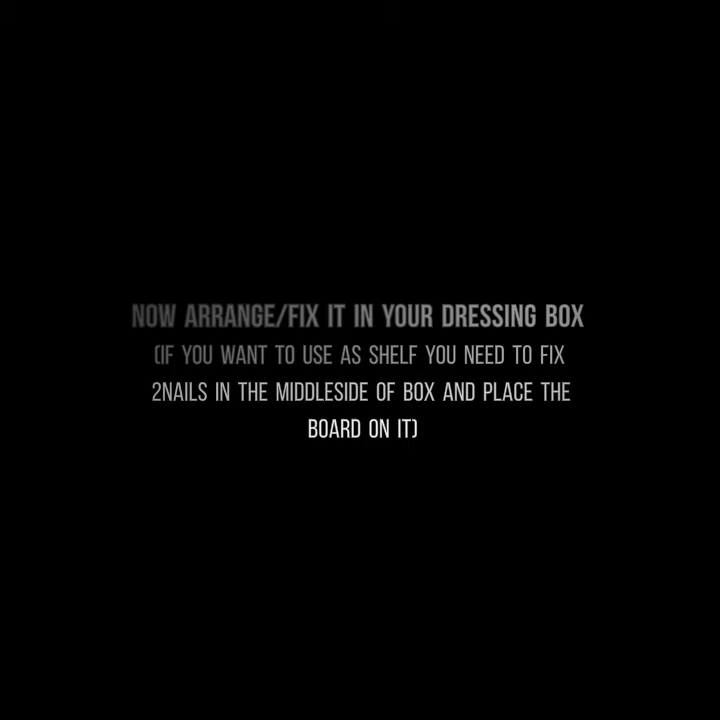 NOW ARRANGE/FIX IT IN YOUR DRESSING BOX
(IF YOU WANT TO USE AS SHELF YOU NEED TO FIX
2NAILS IN THE MIDDLESIDE OF BOX AND PLACE THE
BOARD ON IT)